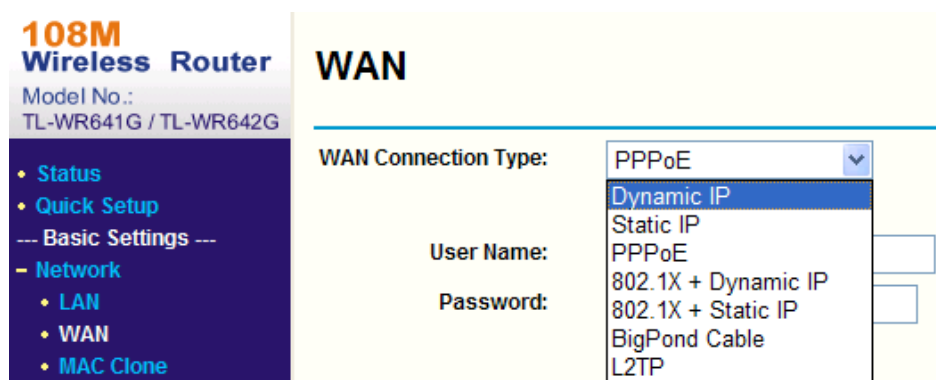 108M
Wireless Router
Model No.:
TL-WR641G / TL-WR642G
• Status
• Quick Setup
--- Basic Settings ---
– Network
• LAN
• WAN
• MAC Clone
WAN
WAN Connection Type: PPPoE
Dynamic IP
Static IP
User Name:
PPPoE
802.1X + Dynamic IP
Password:
802.1X + Static IP
BigPond Cable
L2TP